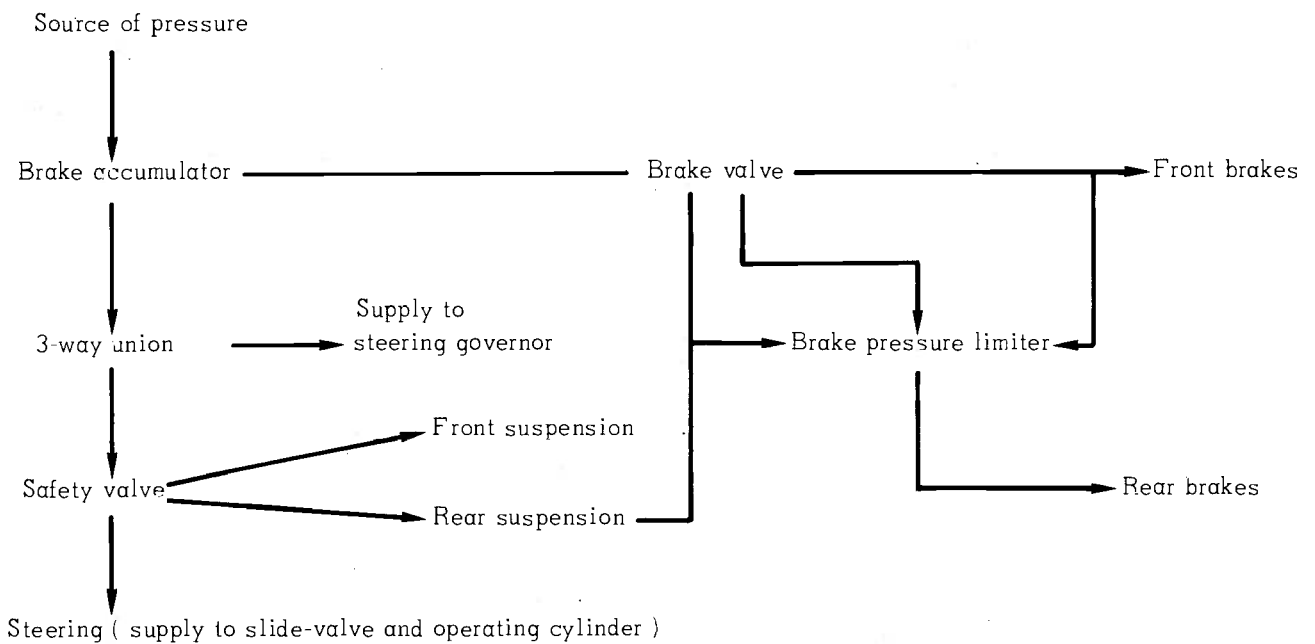 Source of pressure
Brake accumulator
Brake valve
Front brakes
Supply to
3-way union
steering governor
Brake pressure limiter
Front suspension
Safety valve
Rear suspension
Rear brakes
Steering ( supply to slide-valve and operating cylinder )